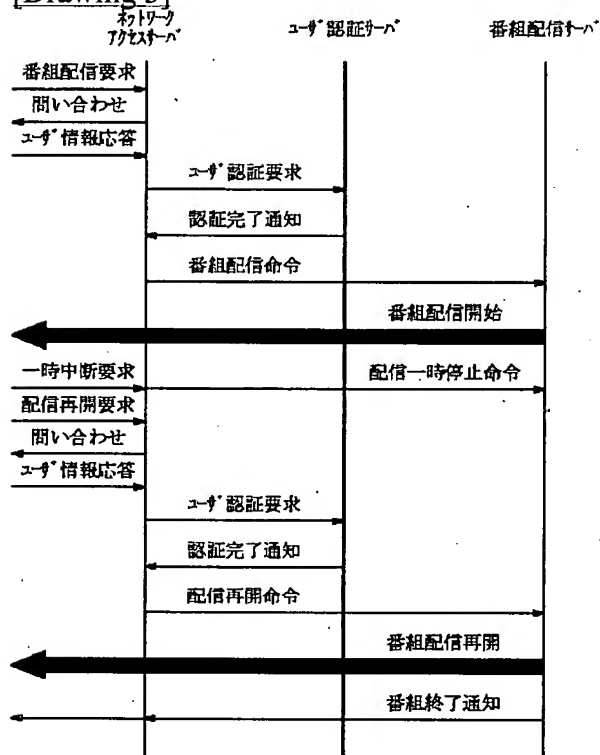 [Drawing 3]
ネットワーク
アクセスサーバ
ユーザ認証サーバ
番組配信サーバ
番組配信要求
問い合わせ
ユーザ情報応答
ユーザ認証要求
認証完了通知
番組配信命令
番組配信開始
一時中断要求
配信一時停止命令
配信再開要求
問い合わせ
ユーザ情報応答
ユーザ認証要求
認証完了通知
配信再開命令
番組配信再開
番組終了通知